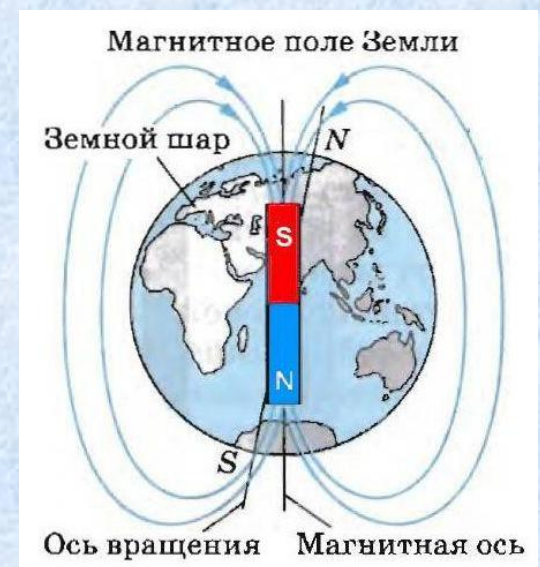 Магнитное поле Земли
Земной шар
N
S
N
S
Ось вращения
Магнитная ось